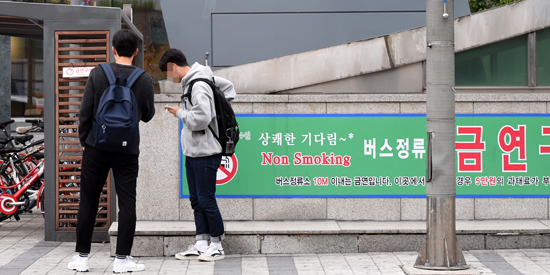 상쾌한 기다림~*
Non Smoking
버스정류
금연구
버스정류소 10M 이내는 금연입니다. 이곳에서 경우 5만원의 과태료가 부